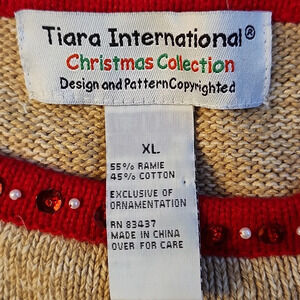 Tiara International®
Christmas Collection
Design and Pattern Copyrighted
XL
55% RAMIE
45% COTTON
EXCLUSIVE OF
ORNAMENTATION
RN 83437
MADE IN CHINA
OVER FOR CARE